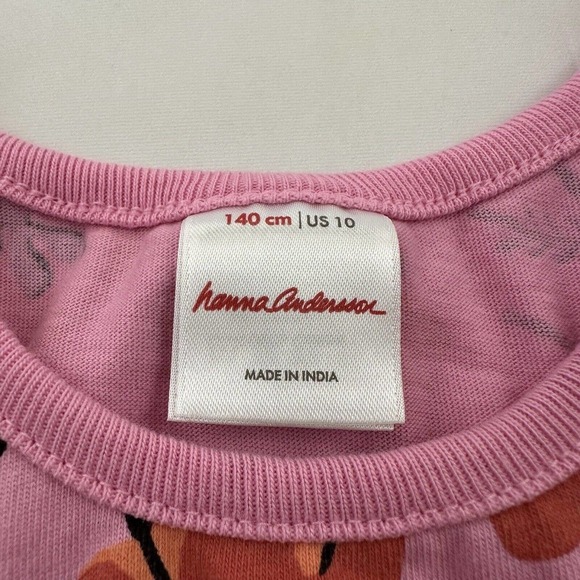 140 cm | US 10
hanna andersson
MADE IN INDIA